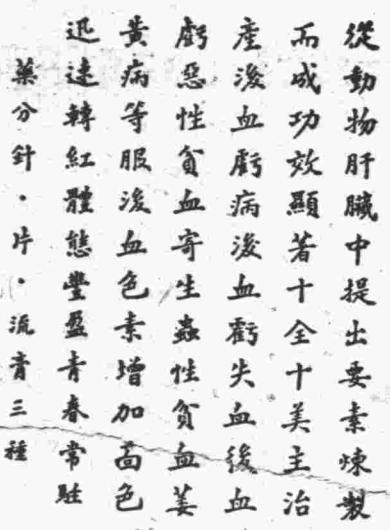 從動物肝臟中提出要素煉製
而成功效顯著十全十美主治
產後血虧病後血虧失血後血
虧惡性貧血寄生蟲性貧血萎
黃病等服後血色素增加面色
迅速轉紅體態豐盈青春常駐
藥分針·片·流膏三種